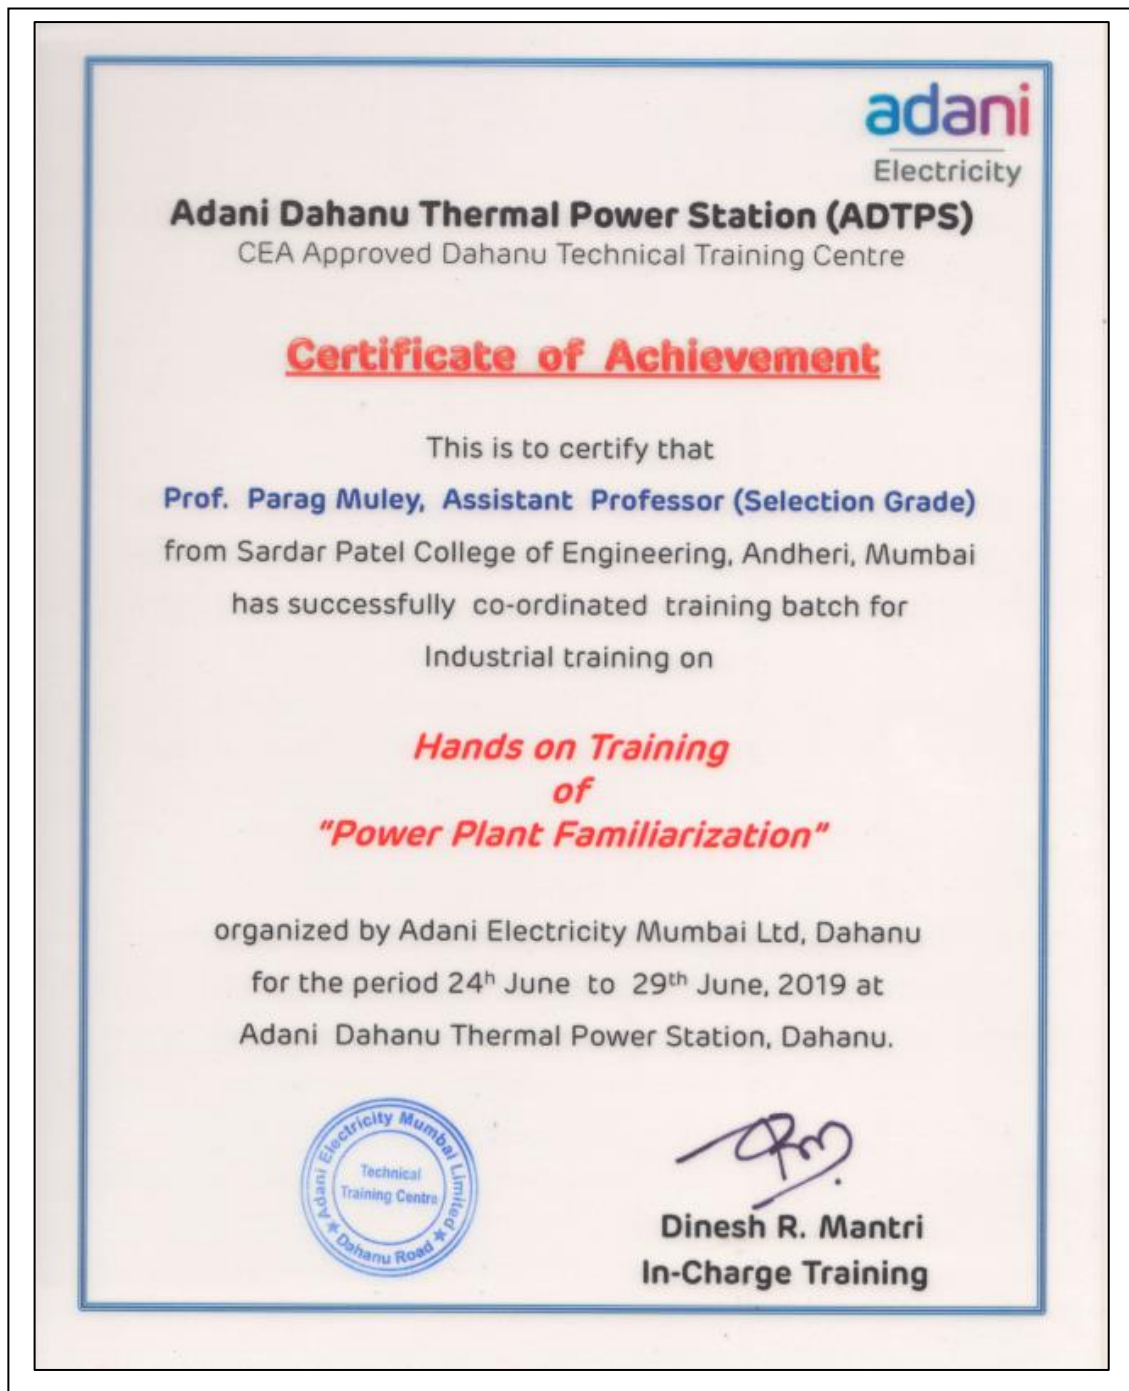 adani
Electricity
Adani Dahanu Thermal Power Station (ADTPS)
CEA Approved Dahanu Technical Training Centre
Certificate of Achievement
This is to certify that
Prof. Parag Muley, Assistant Professor (Selection Grade)
from Sardar Patel College of Engineering, Andheri, Mumbai
has successfully co-ordinated training batch for
Industrial training on
Hands on Training
of
"Power Plant Familiarization"
organized by Adani Electricity Mumbai Ltd, Dahanu
for the period 24h June to 29th June, 2019 at
Adani Dahanu Thermal Power Station, Dahanu.
Adani Electricity Mumbai Limited
Technical
Training Centre
★ Dahanu Road ★
Dinesh R. Mantri
In-Charge Training